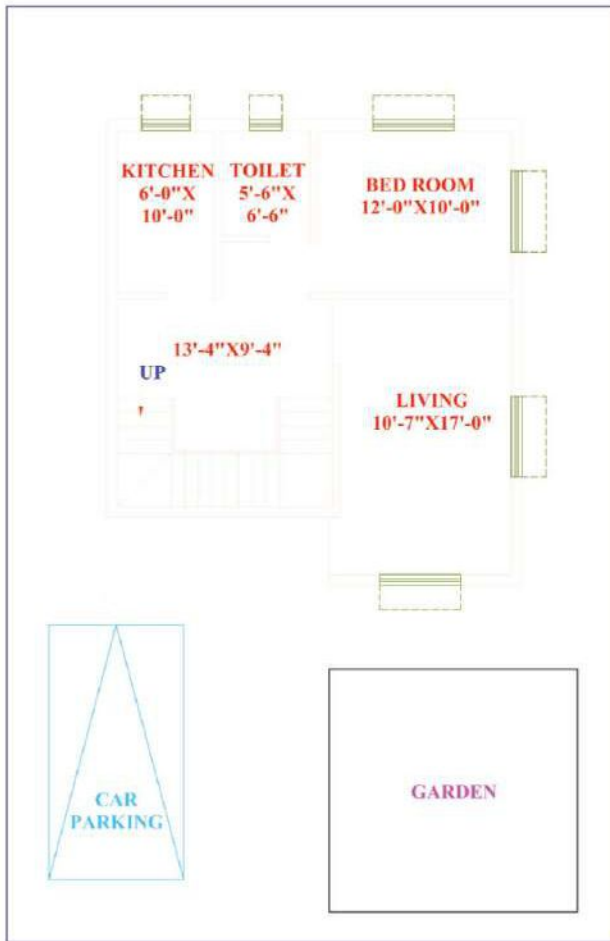 KITCHEN
6'-0"X
10'-0"
TOILET
5'-6"X
6'-6"
BED ROOM
12'-0"X10'-0"
13'-4"X9'-4"
UP
LIVING
10'-7"X17'-0"
CAR
PARKING
GARDEN